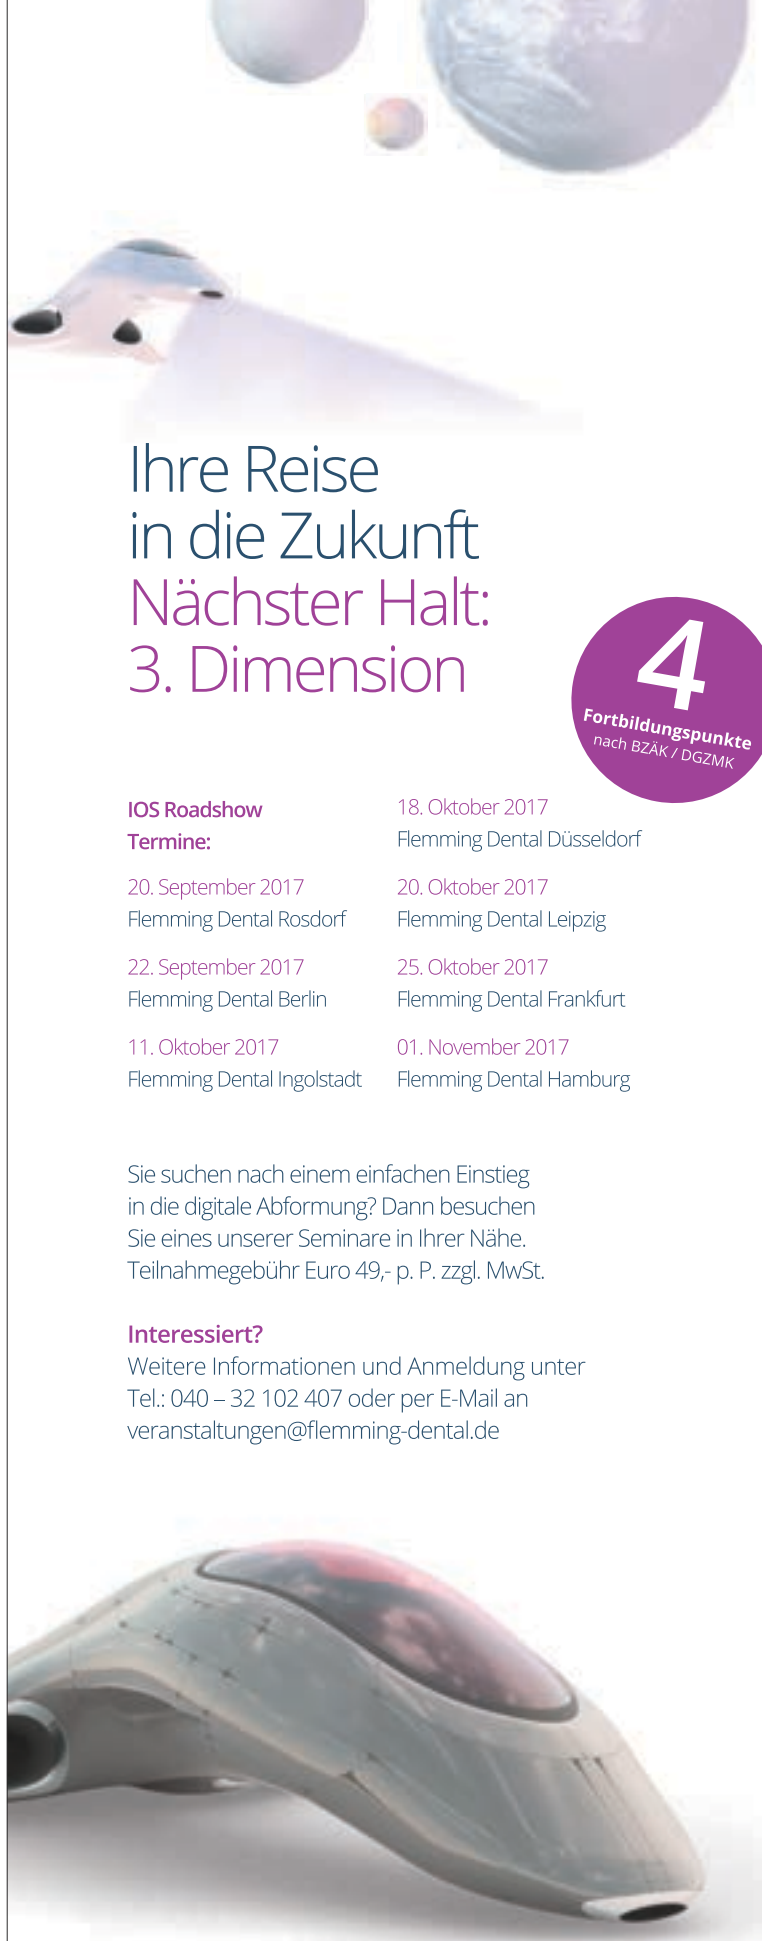 Ihre Reise
in die Zukunft
Nächster Halt:
3. Dimension
4
Fortbildungspunkte
nach BZÄK / DGZMK
IOS Roadshow
Termine:
20. September 2017
Flemming Dental Rosdorf
22. September 2017
Flemming Dental Berlin
11. Oktober 2017
Flemming Dental Ingolstadt
18. Oktober 2017
Flemming Dental Düsseldorf
20. Oktober 2017
Flemming Dental Leipzig
25. Oktober 2017
Flemming Dental Frankfurt
01. November 2017
Flemming Dental Hamburg
Sie suchen nach einem einfachen Einstieg
in die digitale Abformung? Dann besuchen
Sie eines unserer Seminare in Ihrer Nähe.
Teilnahmegebühr Euro 49,- p. P. zzgl. MwSt.
Interessiert?
Weitere Informationen und Anmeldung unter
Tel.: 040 – 32 102 407 oder per E-Mail an
veranstaltungen@flemming-dental.de